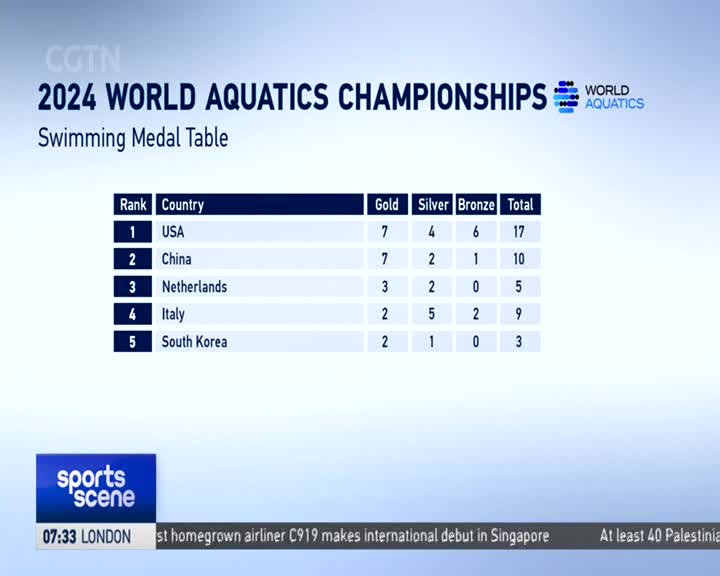 CGTN
2024 WORLD AQUATICS CHAMPIONSHIPS
WORLD
AQUATICS
Swimming Medal Table
Rank Country Gold Silver Bronze Total
1 USA 7 4 6 17
2 China 7 2 1 10
3 Netherlands 3 2 0 5
4 Italy 2 5 2 9
5 South Korea 2 1 0 3
sports
scene
07:33 LONDON
homegrown airliner C919 makes international debut in Singapore At least 40